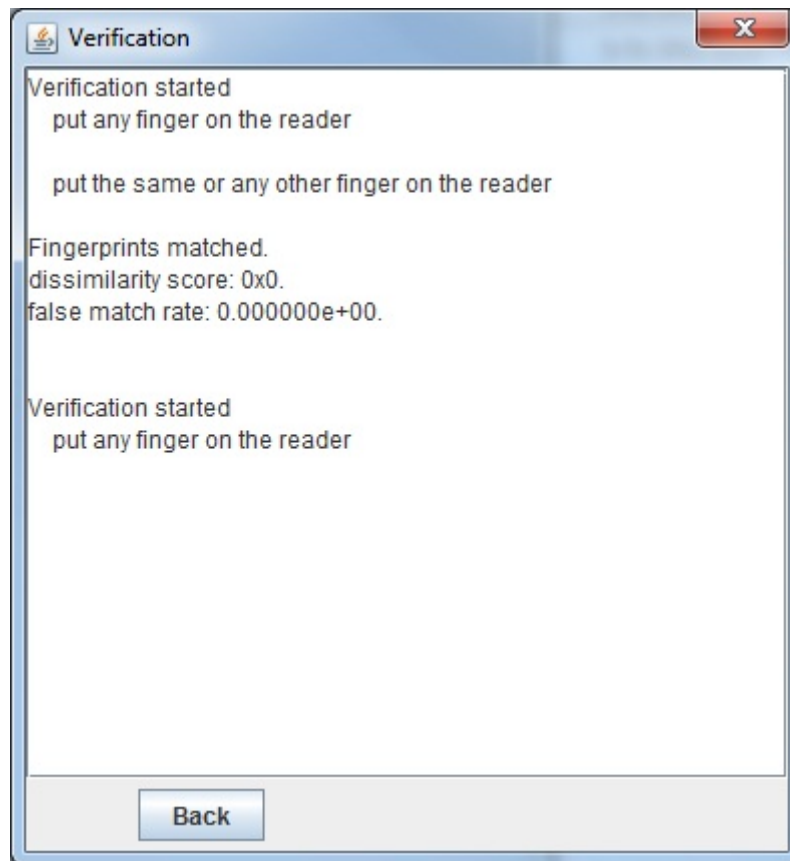 Verification
Verification started
put any finger on the reader
put the same or any other finger on the reader
Fingerprints matched.
dissimilarity score: 0x0.
false match rate: 0.000000e+00.
Verification started
put any finger on the reader
Back